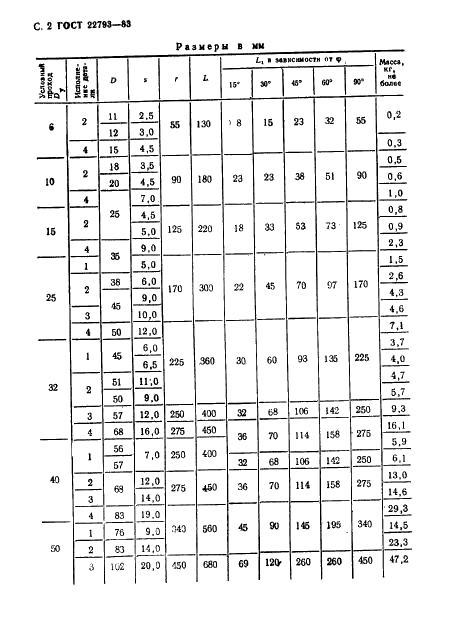 С. 2 ГОСТ 22793—83
Размеры в мм
Условный проход Dу | Исполнение детали | D | s | r | L | L₁ в зависимости от φ | Масса, кг, не более
15° | 30° | 45° | 60° | 90°
6 | 2 | 11 | 2,5 | 55 | 130 | 8 | 15 | 23 | 32 | 55 | 0,2
12 | 3,0
4 | 15 | 4,5 | 0,3
10 | 2 | 18 | 3,5 | 90 | 180 | 23 | 23 | 38 | 51 | 90 | 0,5
20 | 4,5 | 0,6
4 | 25 | 7,0 | 1,0
15 | 2 | 4,5 | 125 | 220 | 18 | 33 | 53 | 73 | 125 | 0,8
5,0 | 0,9
4 | 35 | 9,0 | 2,3
25 | 1 | 5,0 | 170 | 300 | 22 | 45 | 70 | 97 | 170 | 1,5
2 | 38 | 6,0 | 2,6
45 | 9,0 | 4,3
3 | 10,0 | 4,6
4 | 50 | 12,0 | 7,1
32 | 1 | 45 | 6,0 | 225 | 360 | 30 | 60 | 93 | 135 | 225 | 3,7
6,5 | 4,0
2 | 51 | 11,0 | 4,7
50 | 9,0 | 5,7
3 | 57 | 12,0 | 250 | 400 | 32 | 68 | 106 | 142 | 250 | 9,3
4 | 68 | 16,0 | 275 | 450 | 36 | 70 | 114 | 158 | 275 | 16,1
40 | 1 | 56 | 7,0 | 250 | 400 | 5,9
57 | 32 | 68 | 106 | 142 | 250 | 6,1
2 | 68 | 12,0 | 275 | 450 | 36 | 70 | 114 | 158 | 275 | 13,0
3 | 14,0 | 14,6
4 | 83 | 19,0 | 340 | 560 | 45 | 90 | 145 | 195 | 340 | 29,3
50 | 1 | 76 | 9,0 | 14,5
2 | 83 | 14,0 | 23,3
3 | 102 | 20,0 | 450 | 680 | 69 | 120 | 260 | 260 | 450 | 47,2